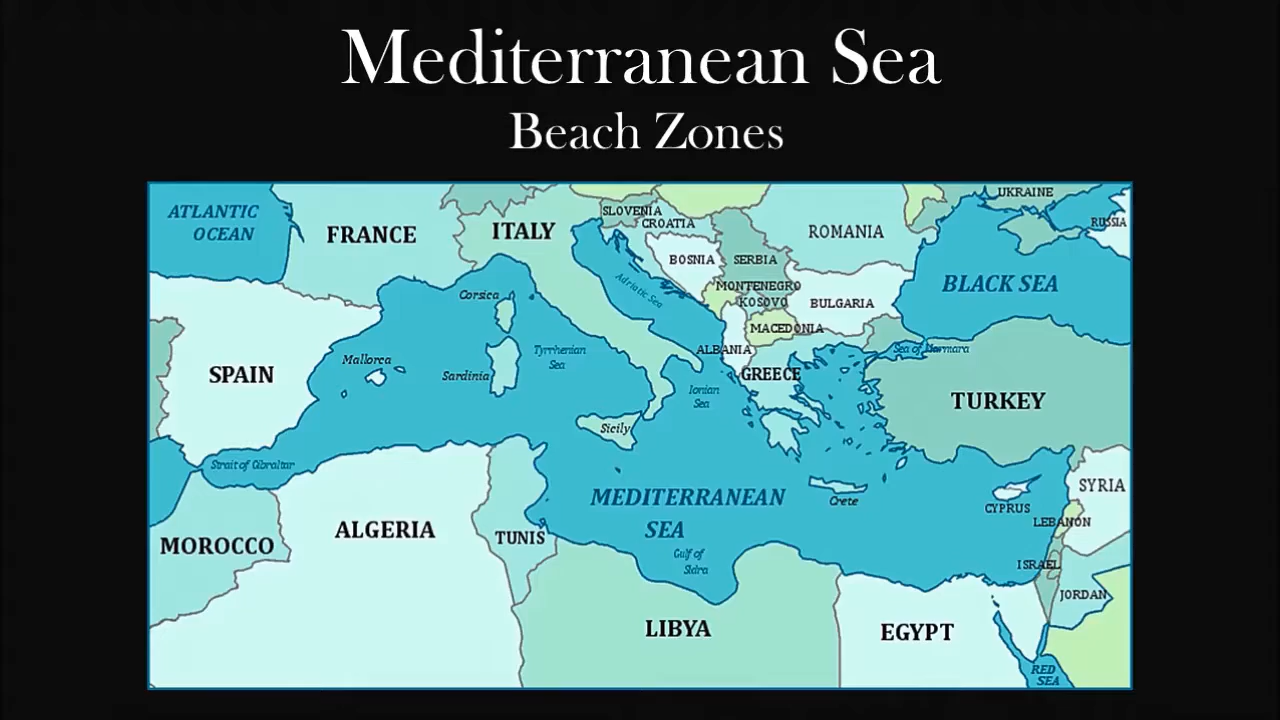 Mediterranean Sea
Beach Zones
ATLANTIC
OCEAN
FRANCE
ITALY
SLOVENIA
CROATIA
UKRAINE
RUSSIA
ROMANIA
BOSNIA
SERBIA
BLACK SEA
Adriatic Sea
MONTENEGRO
KOSOVO
BULGARIA
Corsica
MACEDONIA
ALBANIA
Sea of Marmara
Mallorca
Tyrrhenian
Sea
SPAIN
Sardinia
GREECE
Ionian
Sea
TURKEY
Sicily
Strait of Gibraltar
SYRIA
MEDITERRANEAN
SEA
Crete
CYPRUS
LEBANON
ALGERIA
TUNIS
MOROCCO
Gulf of
Sidra
ISRAEL
JORDAN
LIBYA
EGYPT
RED
SEA